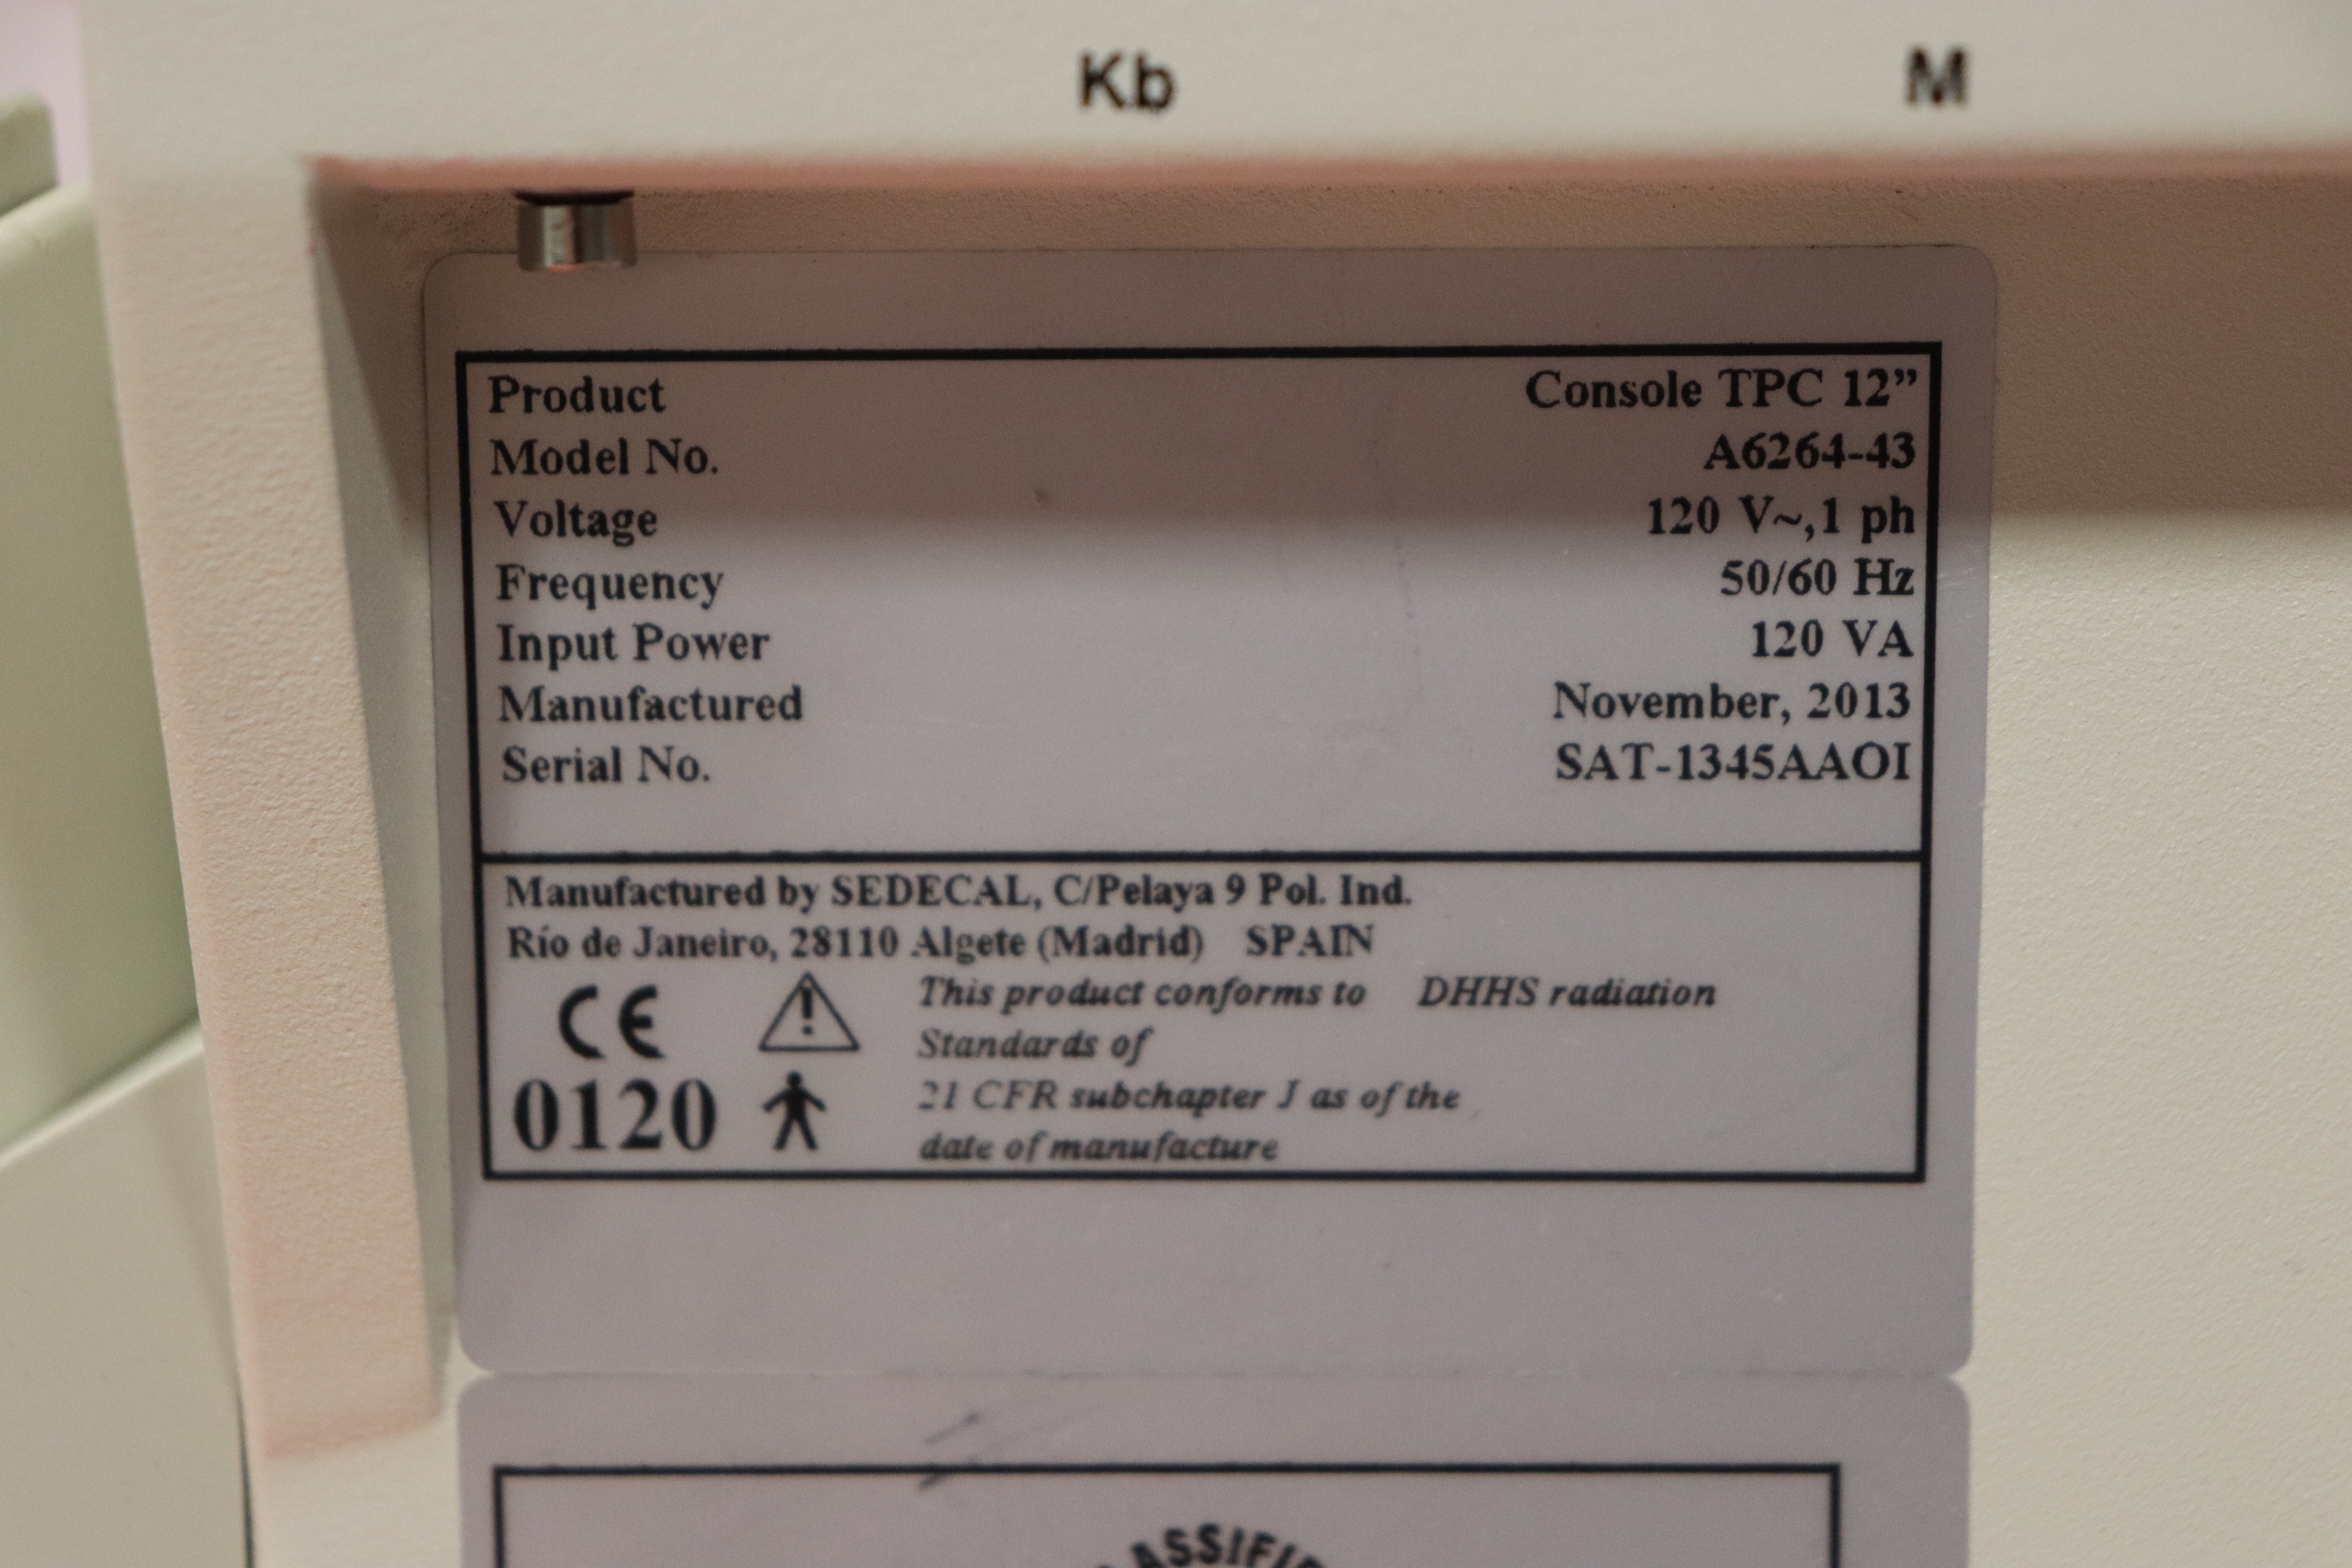 Kb M
Product Console TPC 12”
Model No. A6264-43
Voltage 120 V~,1 ph
Frequency 50/60 Hz
Input Power 120 VA
Manufactured November, 2013
Serial No. SAT-1345AAOI
Manufactured by SEDECAL, C/Pelaya 9 Pol. Ind.
Río de Janeiro, 28110 Algete (Madrid) SPAIN
CE
0120
This product conforms to DHHS radiation
Standards of
21 CFR subchapter J as of the
date of manufacture